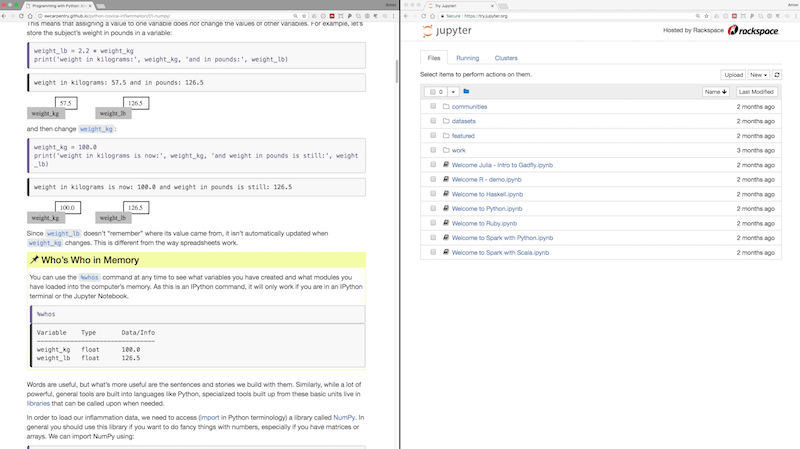 Programming with Python: A
Anton
swcarpentry.github.io/python-novice-inflammation/01-numpy/
This means that assigning a value to one variable does not change the values of other variables. For example, let's
store the subject's weight in pounds in a variable:
weight_lb = 2.2 * weight_kg
print('weight in kilograms:', weight_kg, 'and in pounds:', weight_lb)
weight in kilograms: 57.5 and in pounds: 126.5
57.5 126.5
weight_kg weight_lb
and then change weight_kg:
weight_kg = 100.0
print('weight in kilograms is now:', weight_kg, 'and weight in pounds is still:', weight
_lb)
weight in kilograms is now: 100.0 and weight in pounds is still: 126.5
100.0 126.5
weight_kg weight_lb
Since weight_lb doesn't "remember" where its value came from, it isn't automatically updated when
weight_kg changes. This is different from the way spreadsheets work.
Who's Who in Memory
You can use the %whos command at any time to see what variables you have created and what modules you
have loaded into the computer's memory. As this is an IPython command, it will only work if you are in an IPython
terminal or the Jupyter Notebook.
%whos
Variable Type Data/Info
--------------------------------
weight_kg float 100.0
weight_lb float 126.5
Words are useful, but what's more useful are the sentences and stories we build with them. Similarly, while a lot of
powerful, general tools are built into languages like Python, specialized tools built up from these basic units live in
libraries that can be called upon when needed.
In order to load our inflammation data, we need to access (import in Python terminology) a library called NumPy. In
general you should use this library if you want to do fancy things with numbers, especially if you have matrices or
arrays. We can import NumPy using:
Try Jupyter!
Anton
Secure https://try.jupyter.org
jupyter
Hosted by Rackspace
rackspace.
Files Running Clusters
Select items to perform actions on them.
Upload New
0
Name Last Modified
communities 2 months ago
datasets 2 months ago
featured 2 months ago
work 3 months ago
Welcome Julia - Intro to Gadfly.ipynb 2 months ago
Welcome R - demo.ipynb 2 months ago
Welcome to Haskell.ipynb 2 months ago
Welcome to Python.ipynb 2 months ago
Welcome to Ruby.ipynb 2 months ago
Welcome to Spark with Python.ipynb 2 months ago
Welcome to Spark with Scala.ipynb 2 months ago